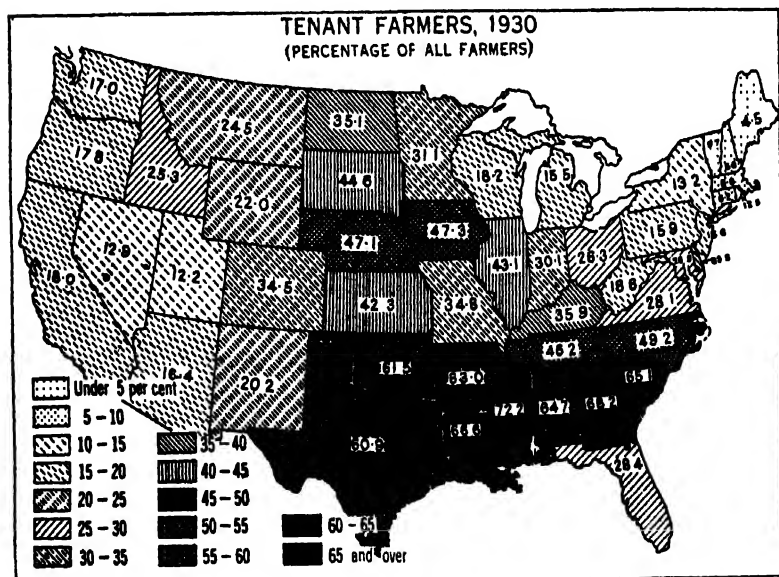 TENANT FARMERS, 1930
(PERCENTAGE OF ALL FARMERS)
17·0
24·5
35·1
31·1
4·5
17·8
25·3
44·6
18·2
15·5
13·2
22·0
47·1
47·3
15·9
12·9
12·2
43·1
30·1
26·3
18·0
34·5
42·3
34·8
18·6
28·1
35·9
16·4
20·2
61·5
63·0
46·2
49·2
65·1
72·2
64·7
68·2
60·9
66·6
28·4
Under 5 per cent
5 – 10
10 – 15
15 – 20
20 – 25
25 – 30
30 – 35
35 – 40
40 – 45
45 – 50
50 – 55
55 – 60
60 – 65
65 and over